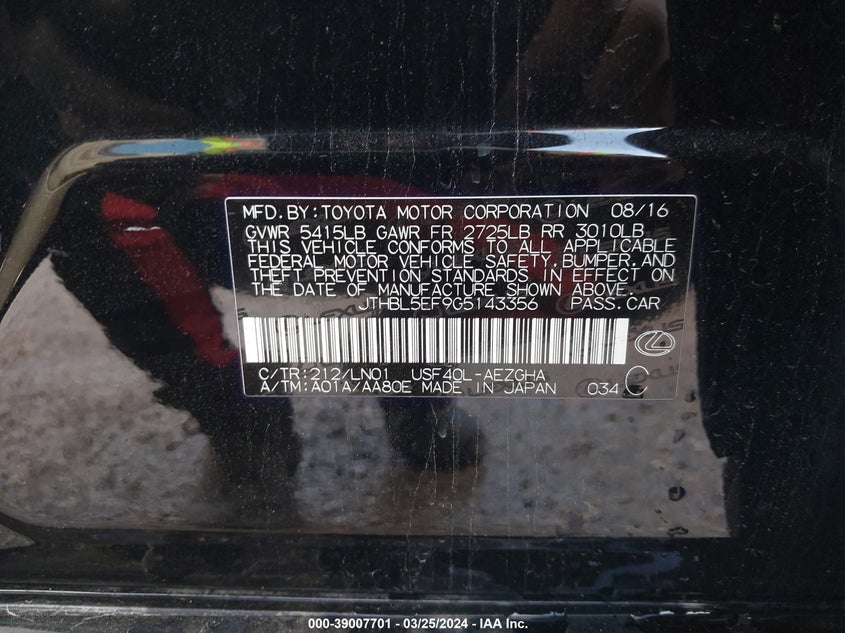 MFD.BY:TOYOTA MOTOR CORPORATION 08/16
GVWR 5415LB GAWR FR 2725LB RR 3010LB
THIS VEHICLE CONFORMS TO ALL APPLICABLE
FEDERAL MOTOR VEHICLE SAFETY,BUMPER,AND
THEFT PREVENTION STANDARDS IN EFFECT ON
THE DATE OF MANUFACTURE SHOWN ABOVE.
JTHBL5EF9G5143356 PASS.CAR
C/TR:212/LN01 USF40L-AEZGHA
A/TM:A01A/AA80E MADE IN JAPAN 034 C
000-39007701 / 03/25/2024 - IAA Inc.